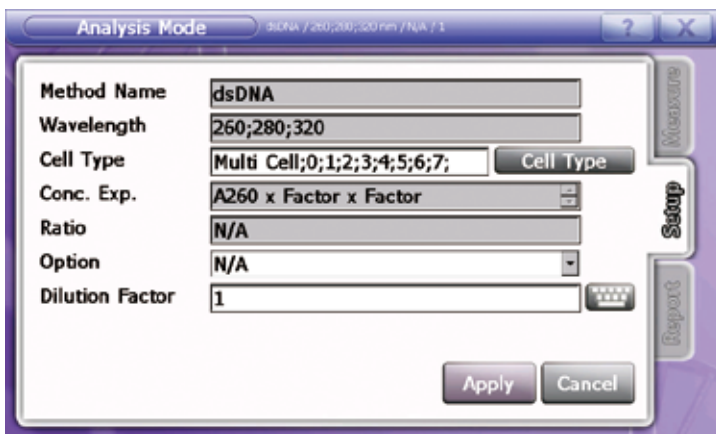 Analysis Mode dsDNA / 260;280;320 nm / N/A / 1 ? X
Method Name dsDNA
Wavelength 260;280;320
Cell Type Multi Cell;0;1;2;3;4;5;6;7; Cell Type
Conc. Exp. A260 x Factor x Factor
Ratio N/A
Option N/A
Dilution Factor 1
Apply Cancel
Measure
Setup
Report